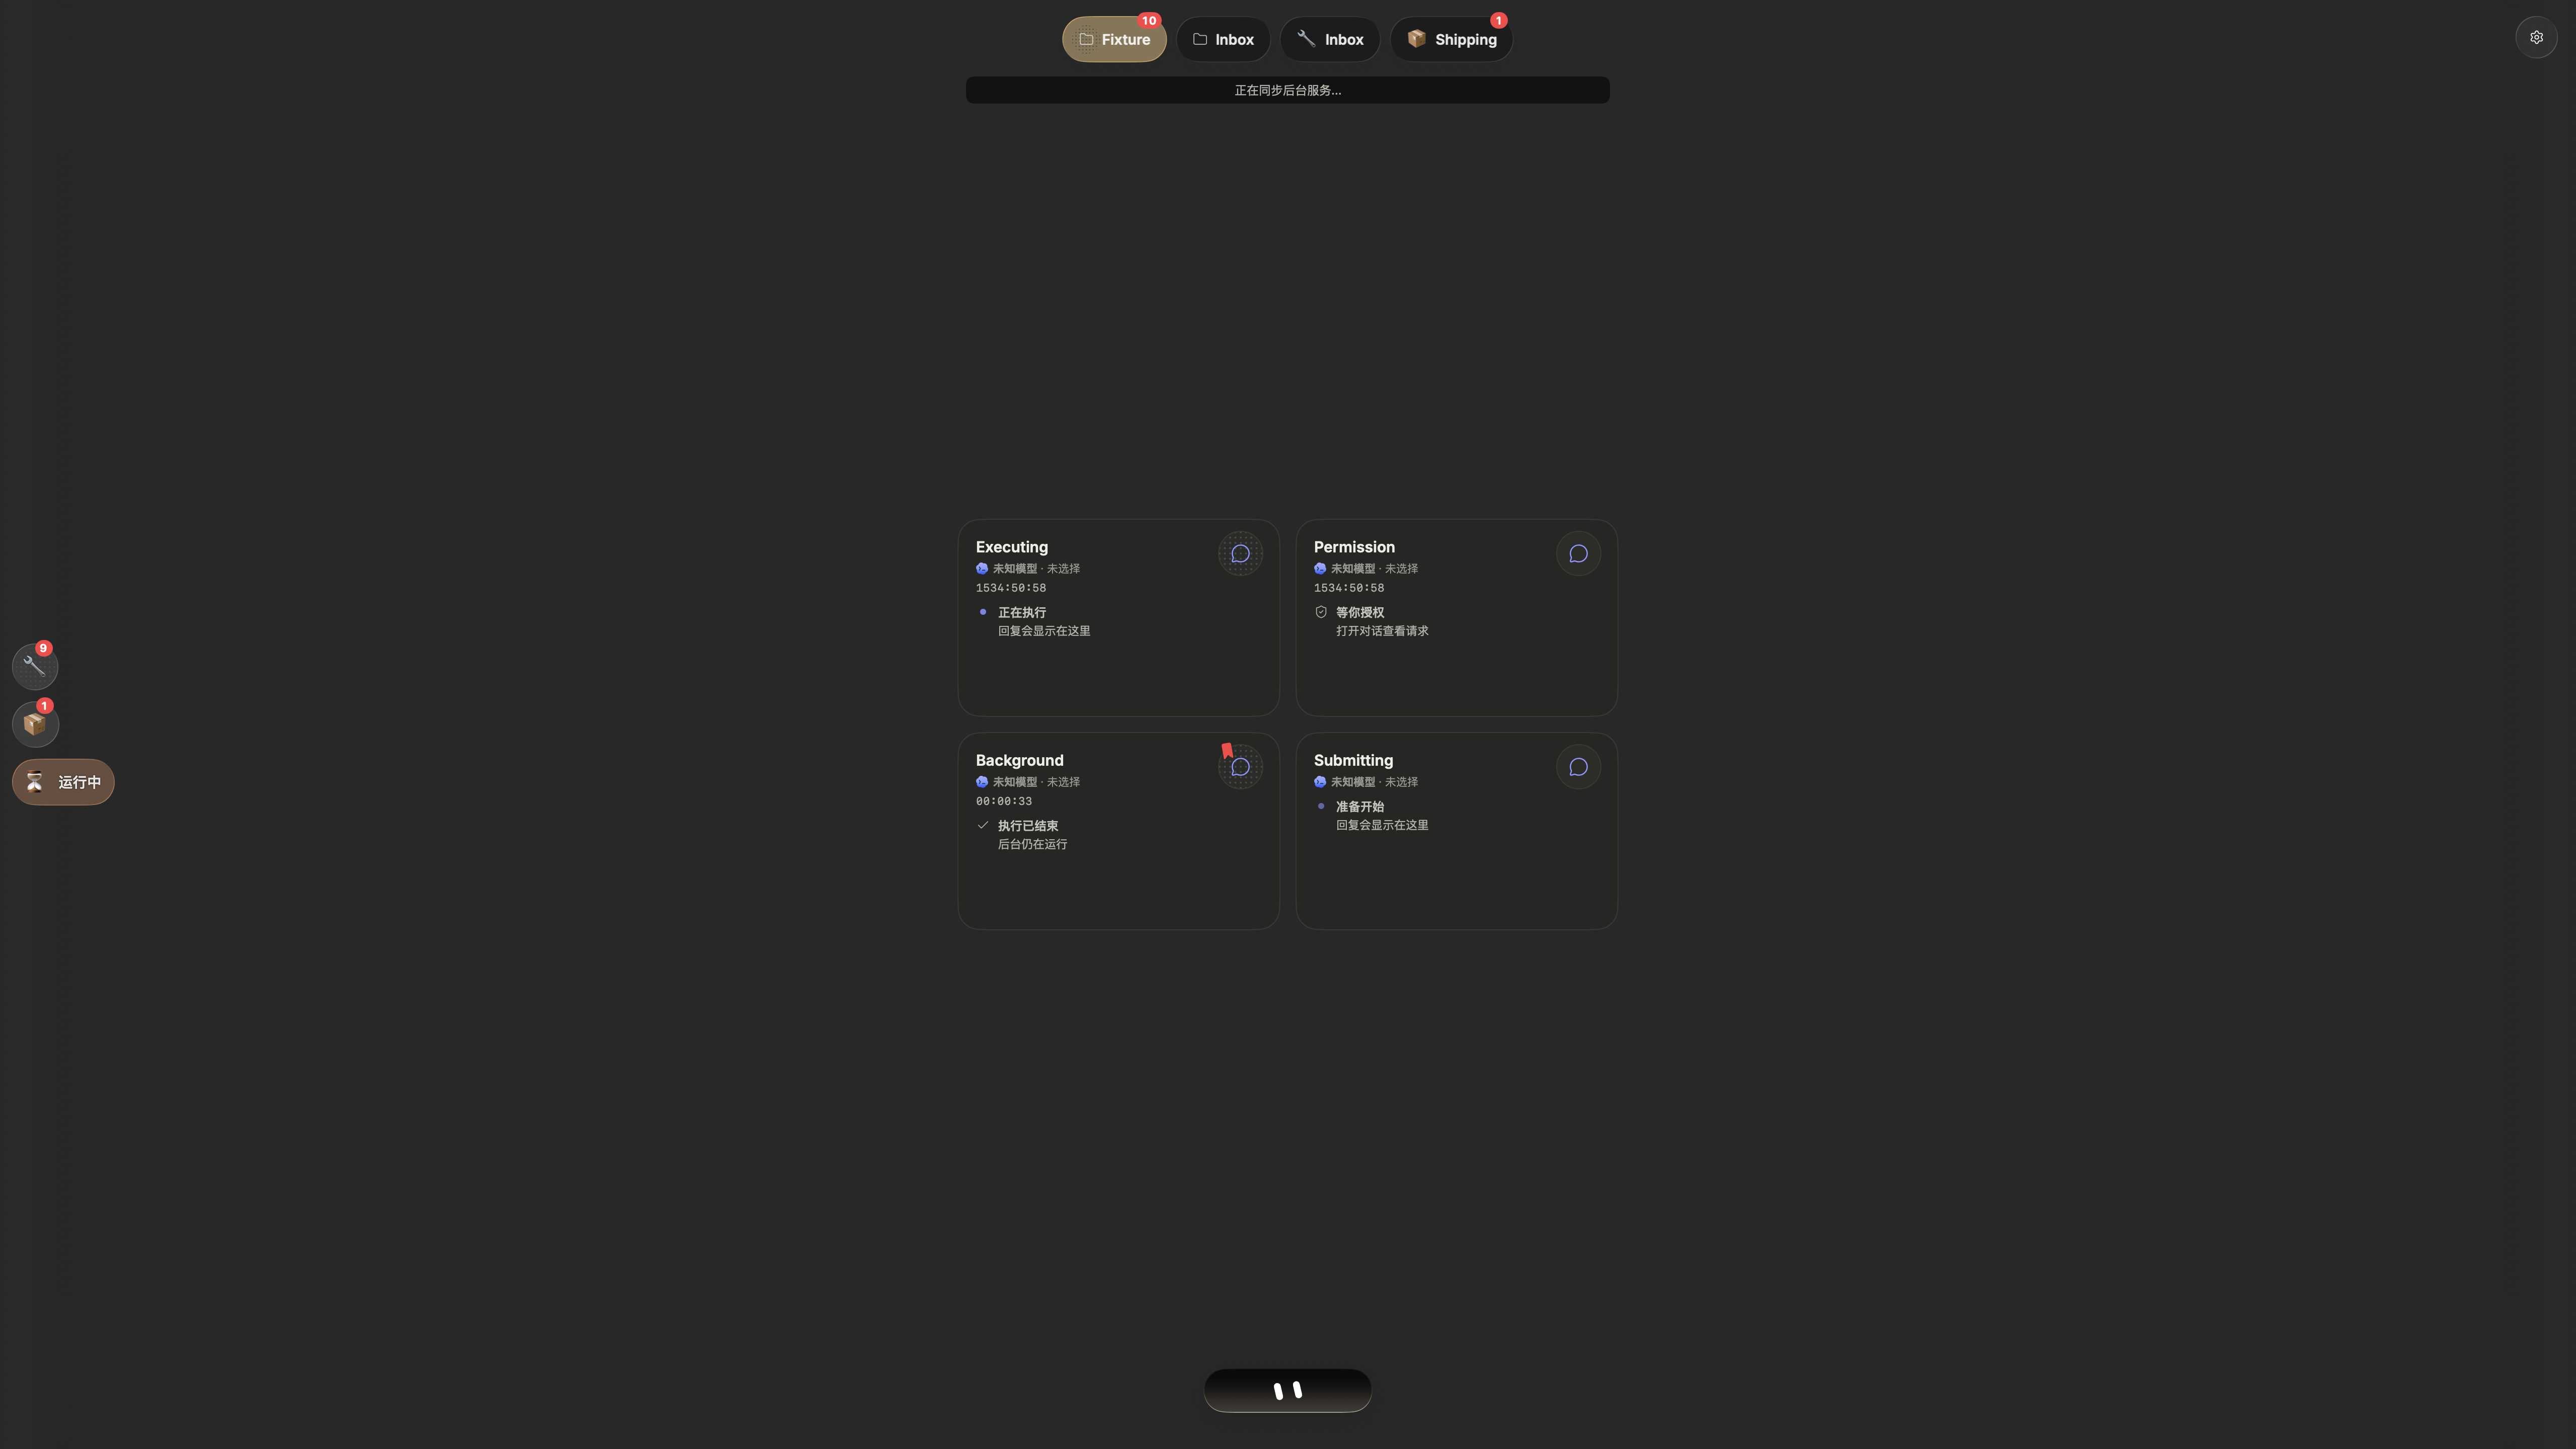 10
Fixture
Inbox
Inbox
1
Shipping
正在同步后台服务...
Executing
未知模型 · 未选择
1534:50:58
正在执行
回复会显示在这里
Permission
未知模型 · 未选择
1534:50:58
等你授权
打开对话查看请求
9
1
运行中
Background
未知模型 · 未选择
00:00:33
执行已结束
后台仍在运行
Submitting
未知模型 · 未选择
准备开始
回复会显示在这里